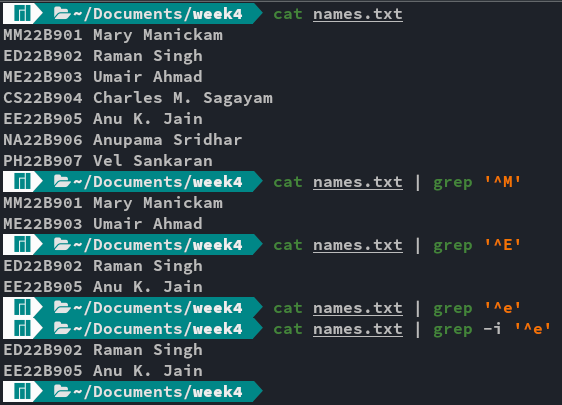 ~/Documents/week4 cat names.txt
MM22B901 Mary Manickam
ED22B902 Raman Singh
ME22B903 Umair Ahmad
CS22B904 Charles M. Sagayam
EE22B905 Anu K. Jain
NA22B906 Anupama Sridhar
PH22B907 Vel Sankaran
~/Documents/week4 cat names.txt | grep '^M'
MM22B901 Mary Manickam
ME22B903 Umair Ahmad
~/Documents/week4 cat names.txt | grep '^E'
ED22B902 Raman Singh
EE22B905 Anu K. Jain
~/Documents/week4 cat names.txt | grep '^e'
~/Documents/week4 cat names.txt | grep -i '^e'
ED22B902 Raman Singh
EE22B905 Anu K. Jain
~/Documents/week4